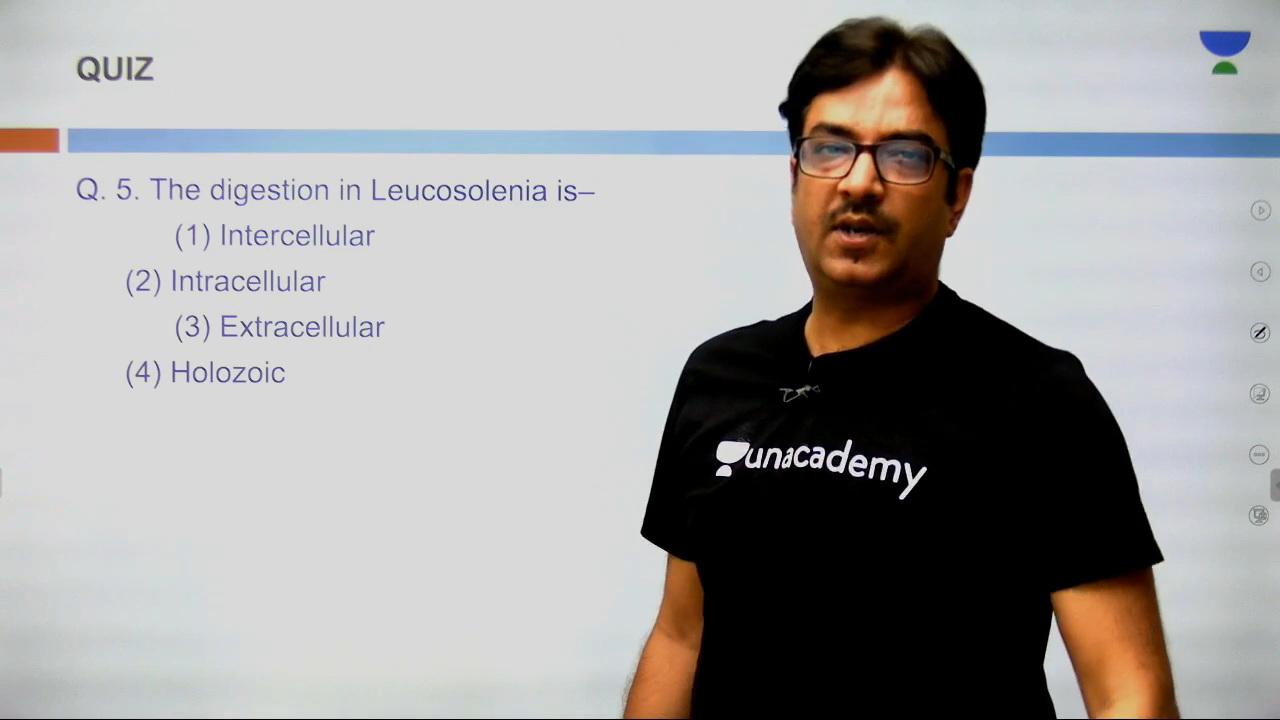 QUIZ
Q. 5. The digestion in Leucosolenia is–
(1) Intercellular
(2) Intracellular
(3) Extracellular
(4) Holozoic
unacademy